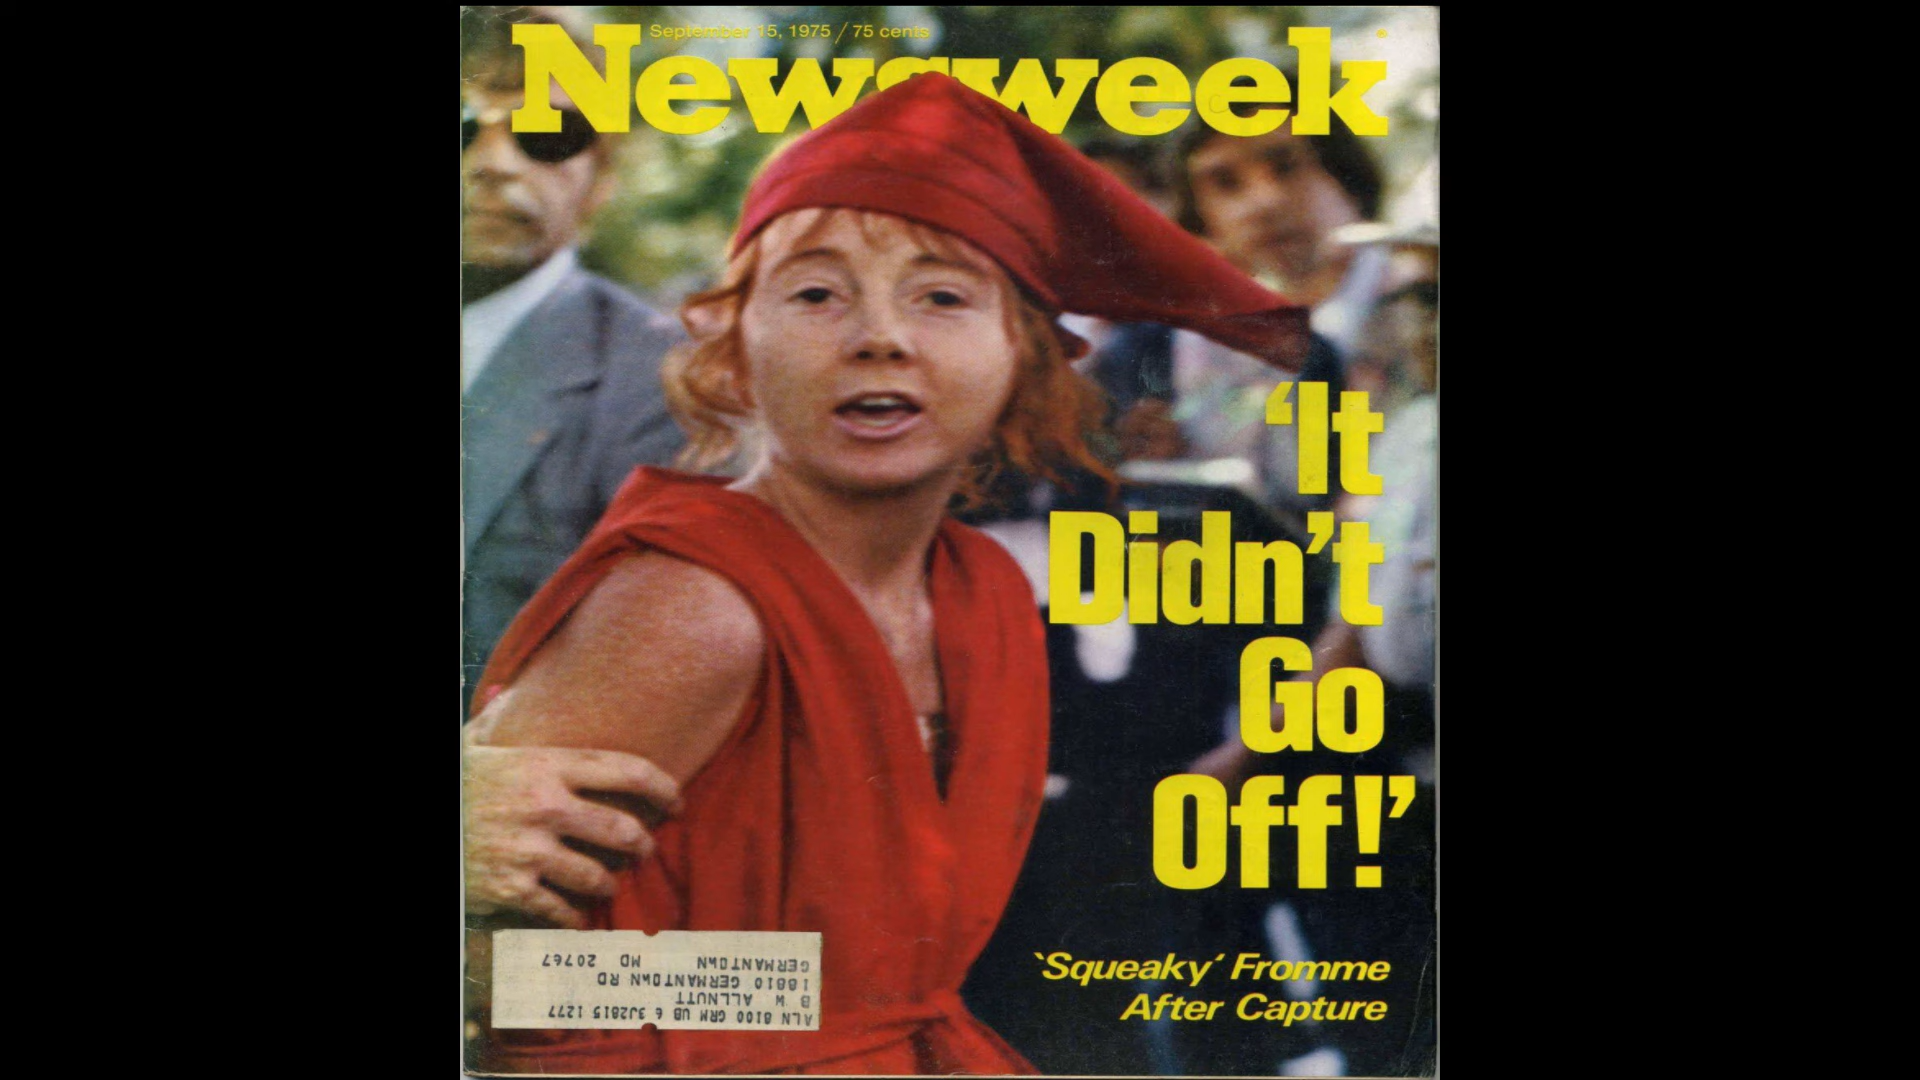 September 15, 1975 / 75 cents
Newsweek
‘It
Didn’t
Go
Off!’
‘Squeaky’ Fromme
After Capture
ALN 8100 GRM UB 6 3J2815 1277
B W ALLNUTT
18810 GERMANTOWN RD
GERMANTOWN MD 20767